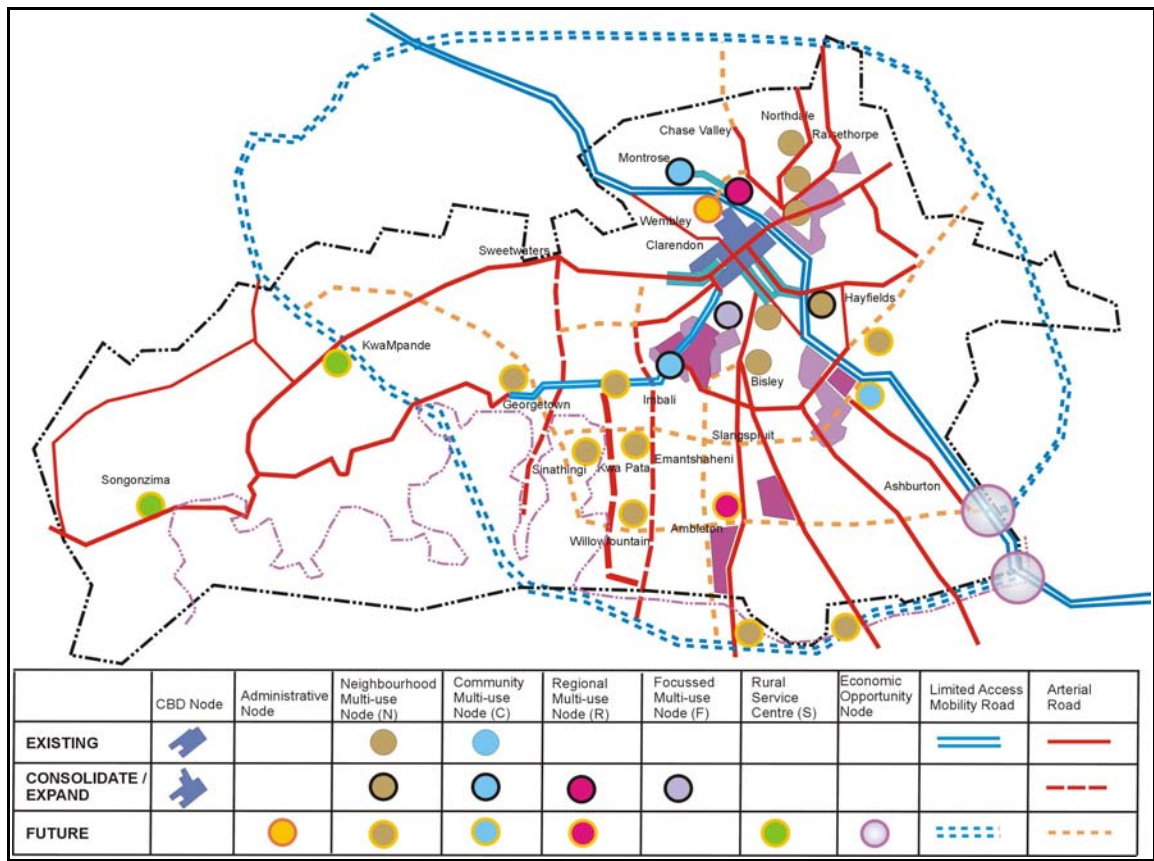 Northdale
Chase Valley
Raisethorpe
Montrose
Wembley
Clarendon
Sweetwaters
Hayfields
KwaMpande
Georgetown
Imbali
Bisley
Slangspruit
Sinathingi
Kwa Pata
Emantshaheni
Songonzima
Ashburton
Ambleton
Willowfountain
CBD Node
Administrative
Node
Neighbourhood
Multi-use
Node (N)
Community
Multi-use
Node (C)
Regional
Multi-use
Node (R)
Focussed
Multi-use
Node (F)
Rural
Service
Centre (S)
Economic
Opportunity
Node
Limited Access
Mobility Road
Arterial
Road
EXISTING
CONSOLIDATE /
EXPAND
FUTURE